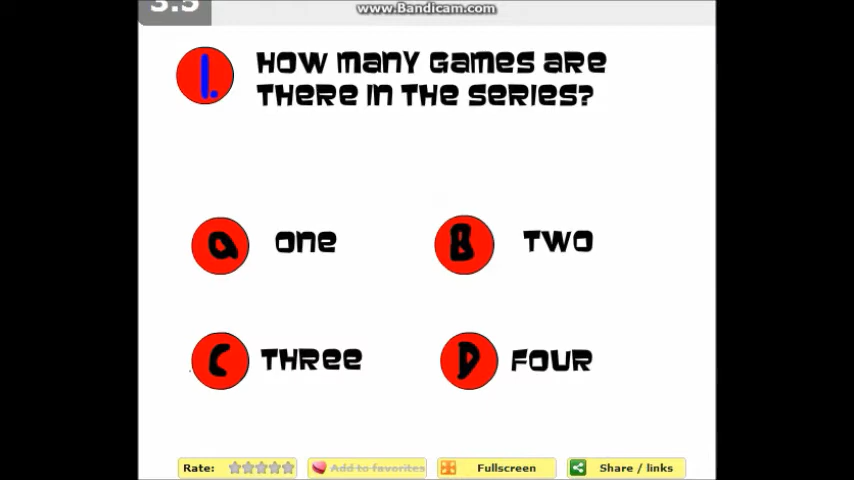 3.5
www.Bandicam.com
1. HOW MANY GAMES ARE
THERE IN THE SERIES?
A ONE B TWO
C THREE D FOUR
Rate: Add to favorites Fullscreen Share / links